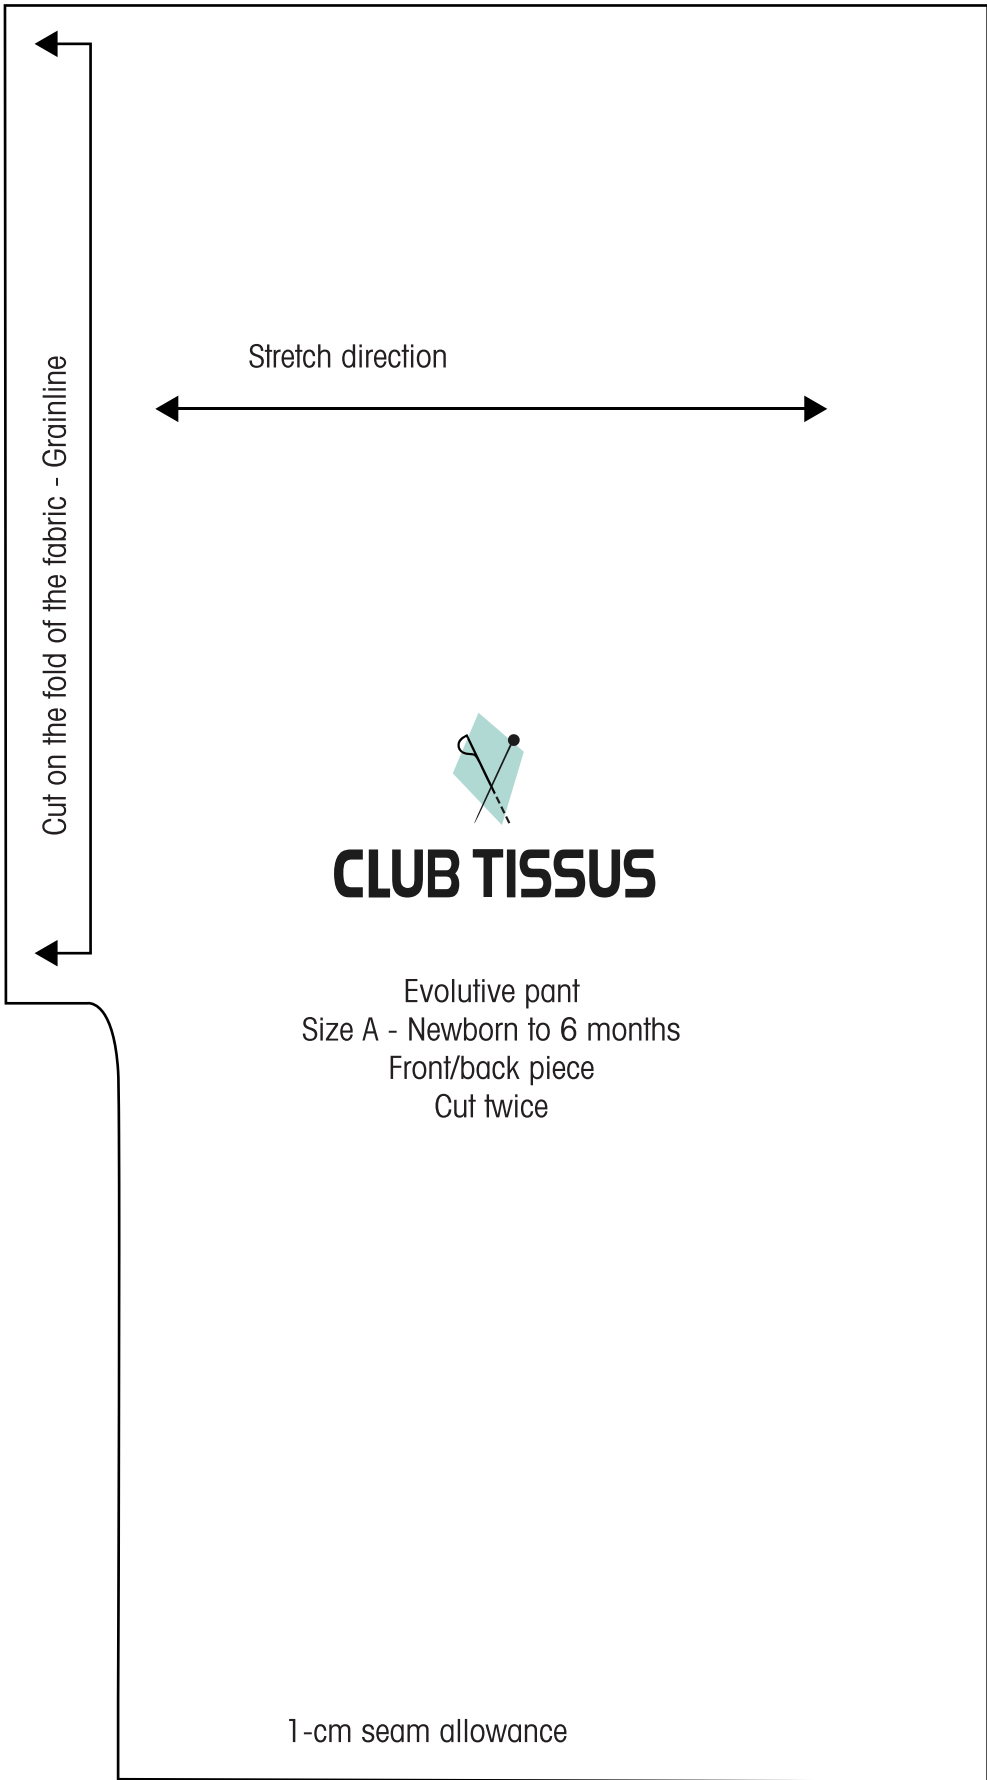 Stretch direction
Cut on the fold of the fabric - Grainline
CLUB TISSUS
Evolutive pant
Size A - Newborn to 6 months
Front/back piece
Cut twice
1-cm seam allowance